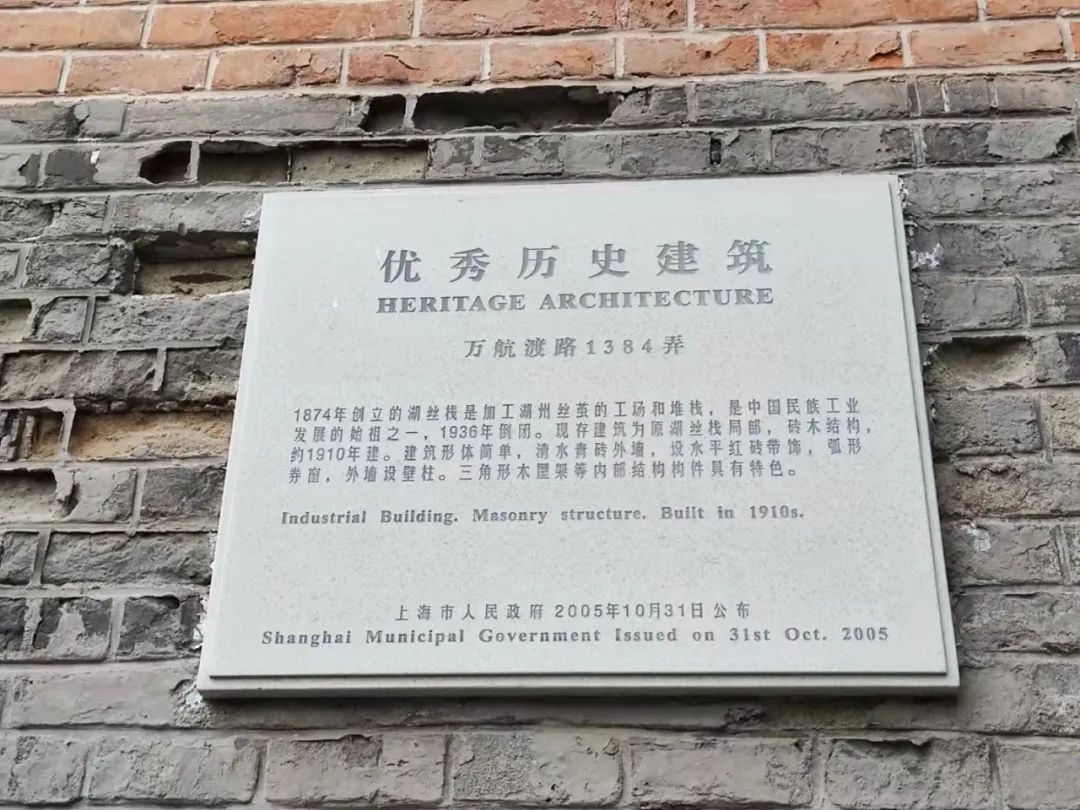 优秀历史建筑
HERITAGE ARCHITECTURE
万航渡路1384弄
1874年创立的湖丝栈是加工湖州丝茧的工场和堆栈，是中国民族工业
发展的始祖之一，1936年倒团。现存建筑为原湖丝栈局部，砖木结构，
约1910年建。建筑形体简单，清水青砖外墙，设水平红砖带饰，弧形
券窗，外墙设壁柱。三角形木屋架等内部结构构件具有特色。
Industrial Building. Masonry structure. Built in 1910s.
上海市人民政府 2005年10月31日公布
Shanghai Municipal Government Issued on 31st Oct. 2005